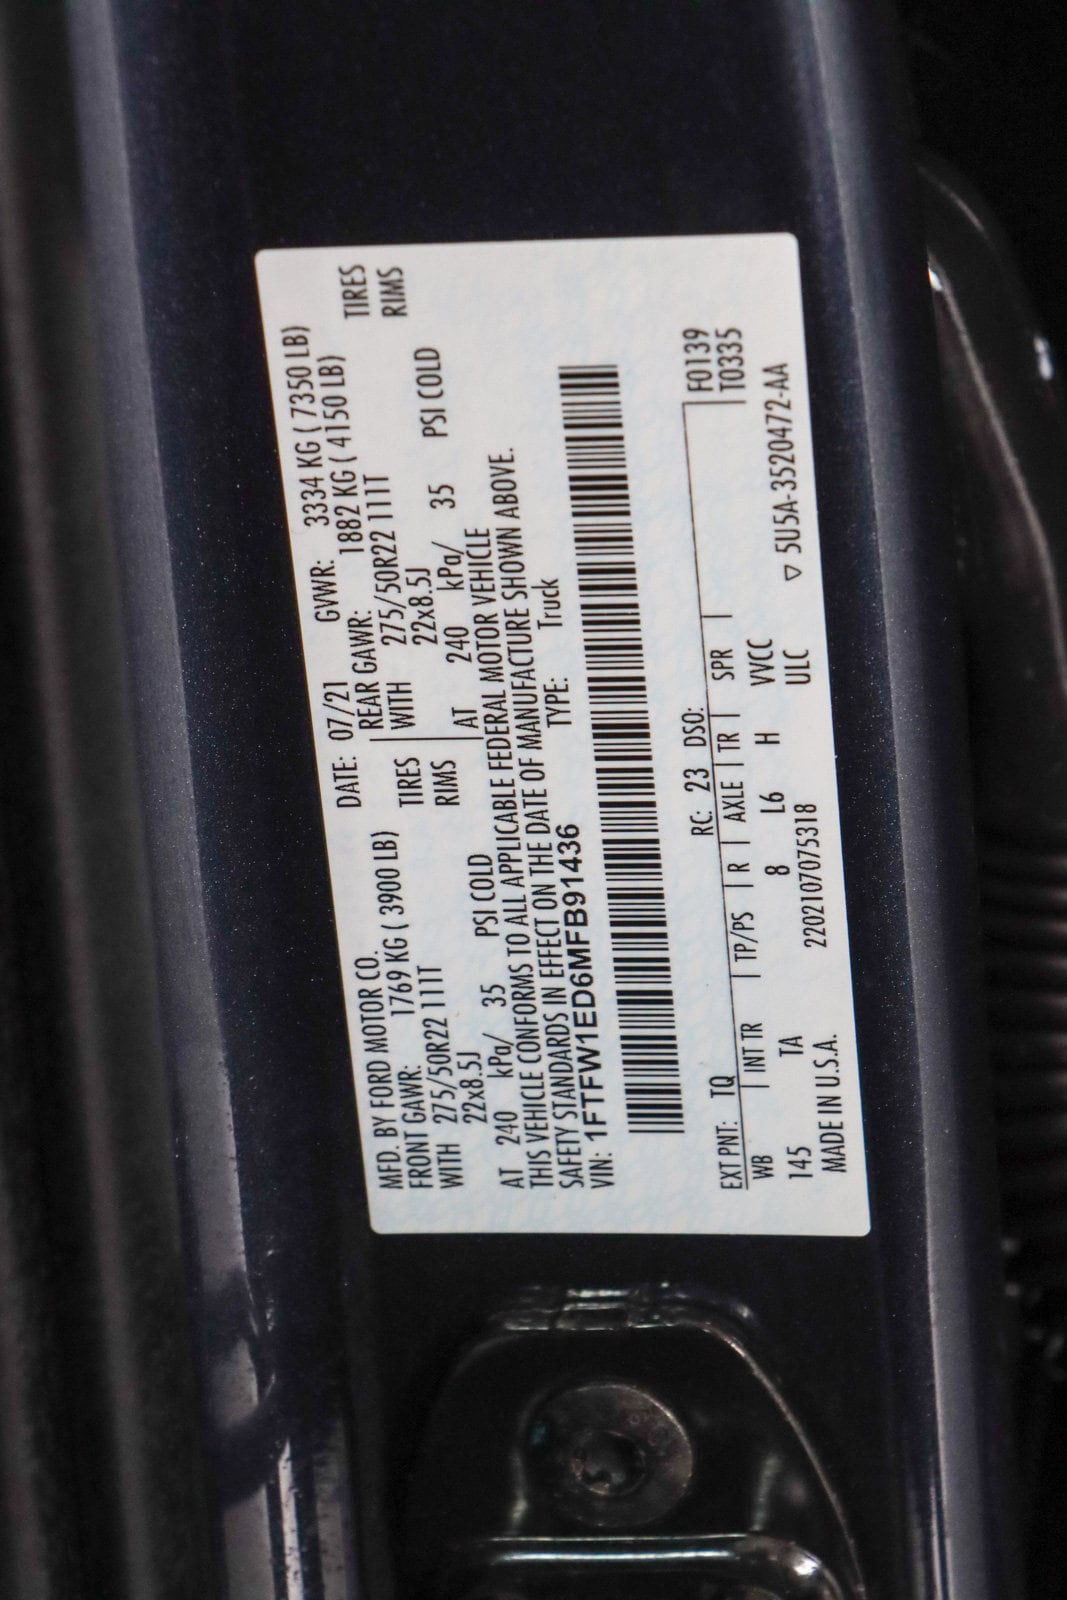 MFD. BY FORD MOTOR CO. DATE: 07/21 GVWR: 3334 KG ( 7350 LB)
FRONT GAWR: 1769 KG ( 3900 LB) REAR GAWR: 1882 KG ( 4150 LB)
WITH 275/50R22 111T TIRES WITH 275/50R22 111T TIRES
22x8.5J RIMS 22x8.5J RIMS
AT 240 kPa/ 35 PSI COLD AT 240 kPa/ 35 PSI COLD
THIS VEHICLE CONFORMS TO ALL APPLICABLE FEDERAL MOTOR VEHICLE
SAFETY STANDARDS IN EFFECT ON THE DATE OF MANUFACTURE SHOWN ABOVE.
VIN: 1FTFW1ED6MFB91436 TYPE: Truck
F0139
EXT PNT: TQ RC: 23 DSO: T0335
WB INT TR TP/PS R AXLE TR SPR
145 TA 8 L6 H VVCC
ULC
MADE IN U.S.A. 220210707531​8 ▽ 5U5A-3520472-AA